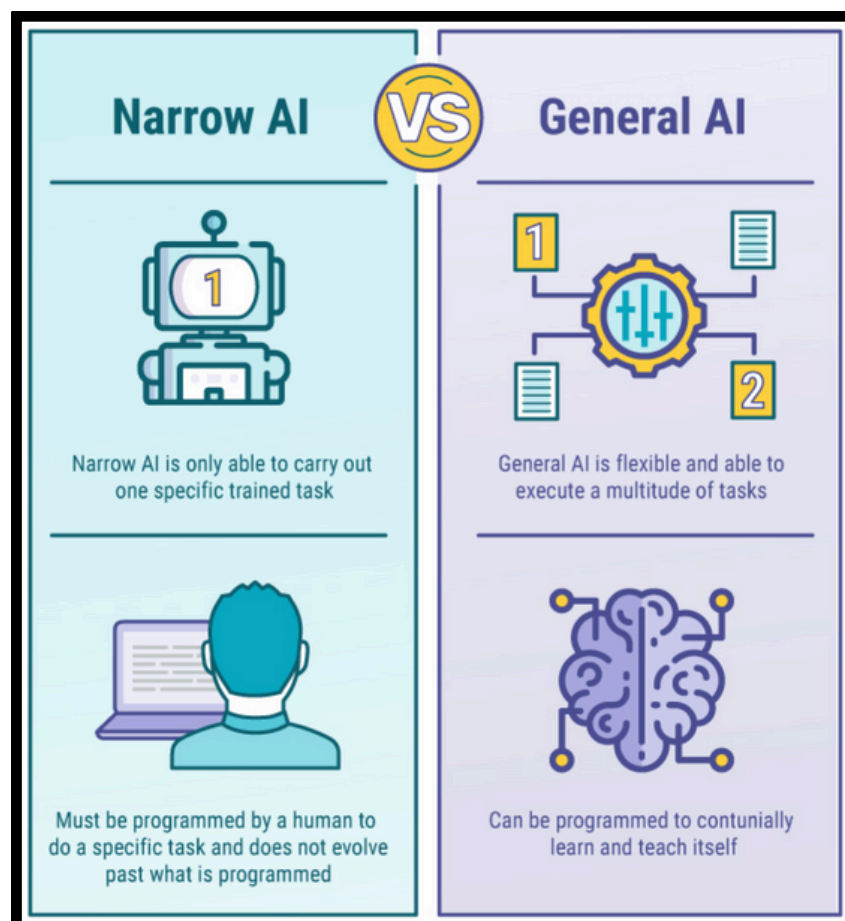 Narrow AI
VS
General AI
1
Narrow AI is only able to carry out
one specific trained task
Must be programmed by a human to
do a specific task and does not evolve
past what is programmed
1
2
General AI is flexible and able to
execute a multitude of tasks
Can be programmed to contunially
learn and teach itself